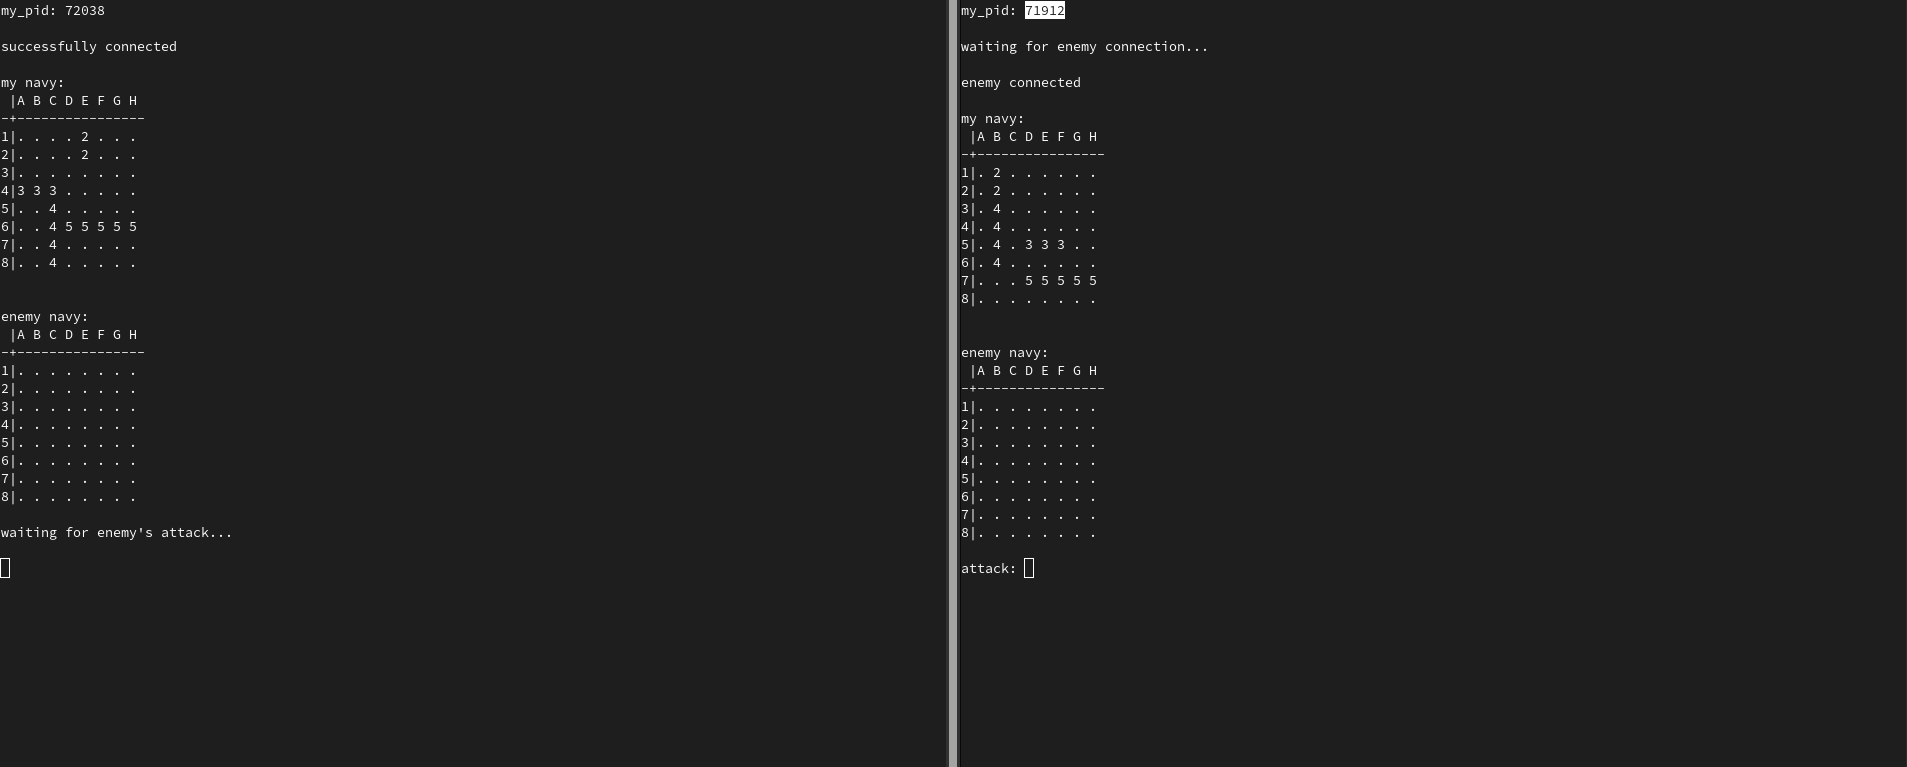 my_pid: 72038
successfully connected
my navy:
 |A B C D E F G H
-+----------------
1|. . . . 2 . . .
2|. . . . 2 . . .
3|. . . . . . . .
4|3 3 3 . . . . .
5|. . 4 . . . . .
6|. . 4 5 5 5 5 5
7|. . 4 . . . . .
8|. . 4 . . . . .
enemy navy:
 |A B C D E F G H
-+----------------
1|. . . . . . . .
2|. . . . . . . .
3|. . . . . . . .
4|. . . . . . . .
5|. . . . . . . .
6|. . . . . . . .
7|. . . . . . . .
8|. . . . . . . .
waiting for enemy's attack...
my_pid: 71912
waiting for enemy connection...
enemy connected
my navy:
 |A B C D E F G H
-+----------------
1|. 2 . . . . . .
2|. 2 . . . . . .
3|. 4 . . . . . .
4|. 4 . . . . . .
5|. 4 . 3 3 3 . .
6|. 4 . . . . . .
7|. . . 5 5 5 5 5
8|. . . . . . . .
enemy navy:
 |A B C D E F G H
-+----------------
1|. . . . . . . .
2|. . . . . . . .
3|. . . . . . . .
4|. . . . . . . .
5|. . . . . . . .
6|. . . . . . . .
7|. . . . . . . .
8|. . . . . . . .
attack: